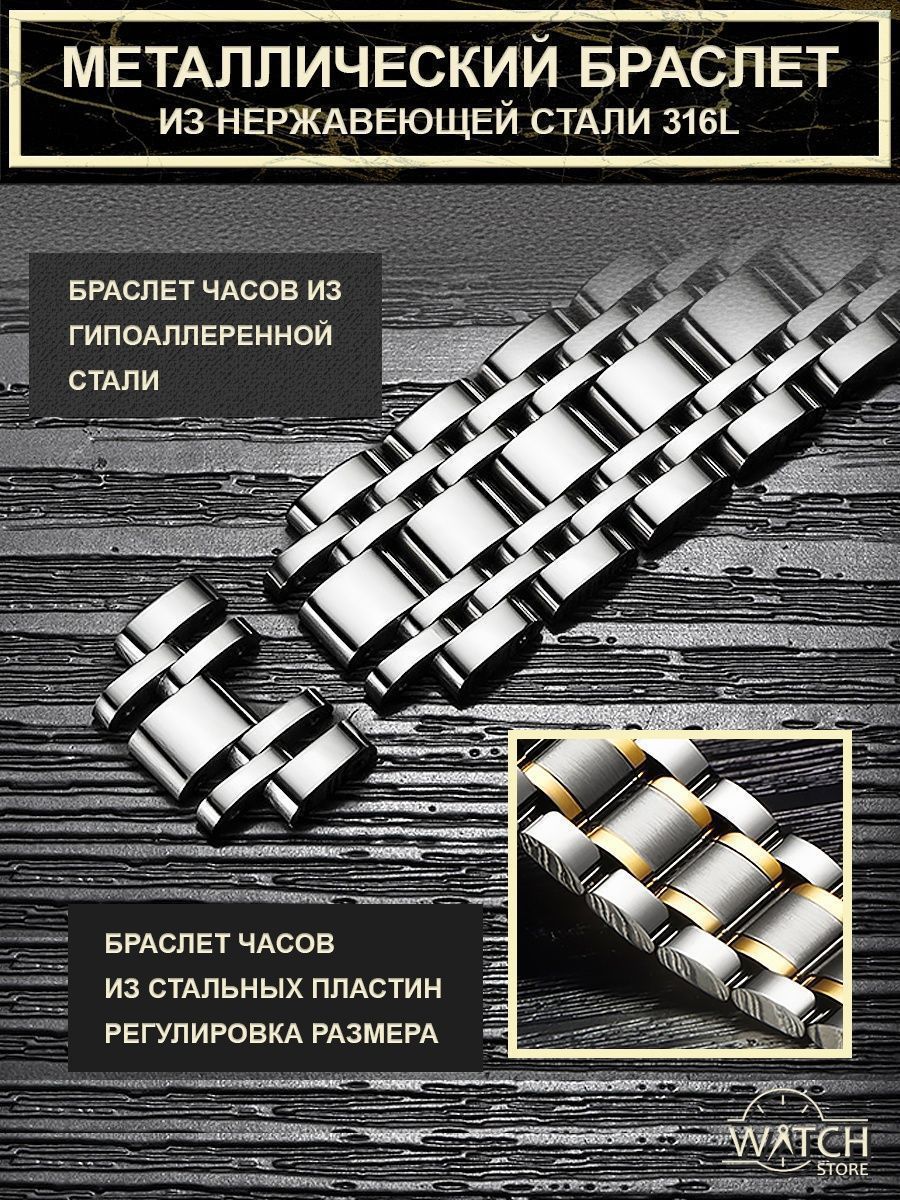 МЕТАЛЛИЧЕСКИЙ БРАСЛЕТ
ИЗ НЕРЖАВЕЮЩЕЙ СТАЛИ 316L
БРАСЛЕТ ЧАСОВ ИЗ
ГИПОАЛЛЕРЕННОЙ
СТАЛИ
БРАСЛЕТ ЧАСОВ
ИЗ СТАЛЬНЫХ ПЛАСТИН
РЕГУЛИРОВКА РАЗМЕРА
WATCH
STORE